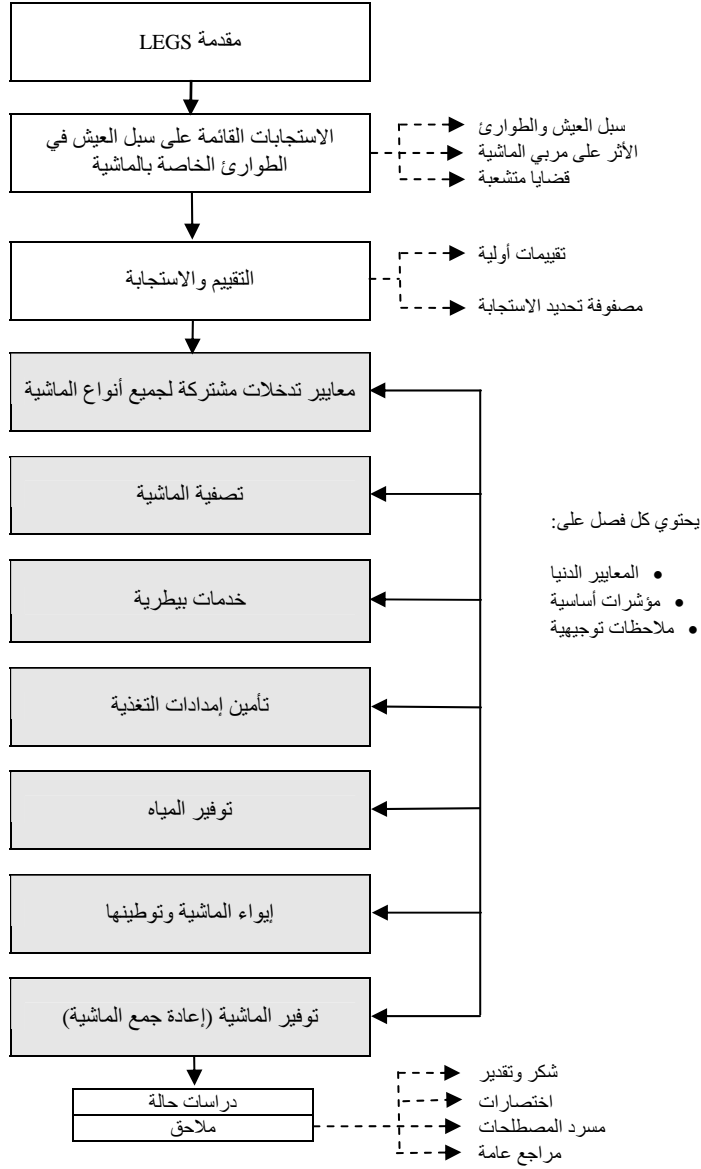 مقدمة LEGS
الاستجابات القائمة على سبل العيش في
الطوارئ الخاصة بالماشية
سبل العيش والطوارئ
الأثر على مربي الماشية
قضايا متشعبة
التقييم والاستجابة
تقييمات أولية
مصفوفة تحديد الاستجابة
معايير تدخلات مشتركة لجميع أنواع الماشية
تصفية الماشية
خدمات بيطرية
تأمين إمدادات التغذية
توفير المياه
إيواء الماشية وتوطينها
توفير الماشية (إعادة جمع الماشية)
يحتوي كل فصل على:
• المعايير الدنيا
• مؤشرات أساسية
• ملاحظات توجيهية
دراسات حالة
ملاحق
شكر وتقدير
اختصارات
مسرد المصطلحات
مراجع عامة